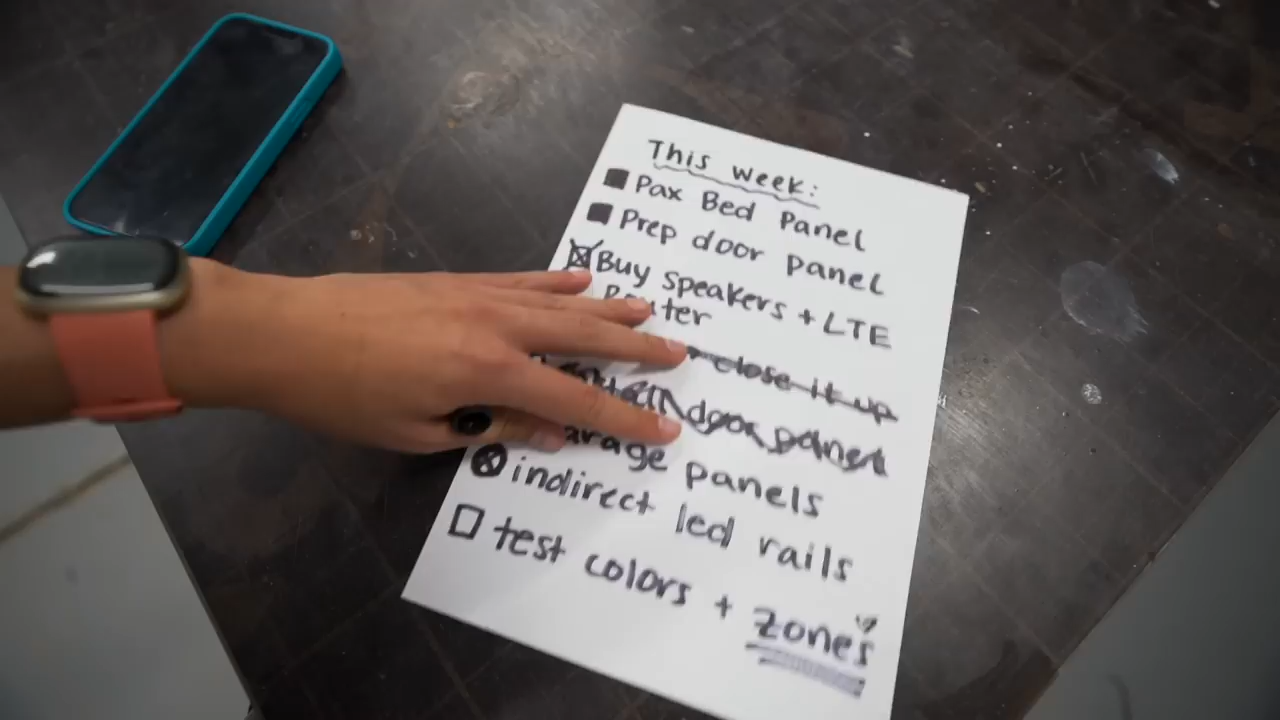 This week:
Pax Bed Panel
Prep door panel
Buy speakers + LTE
Router
close it up
door panel
garage panels
indirect led rails
test colors + zones